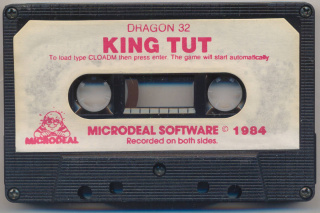 DRAGON 32
KING TUT
To load type CLOADM then press enter. The game will start automatically
MICRODEAL
MICRODEAL SOFTWARE © 1984
Recorded on both sides.